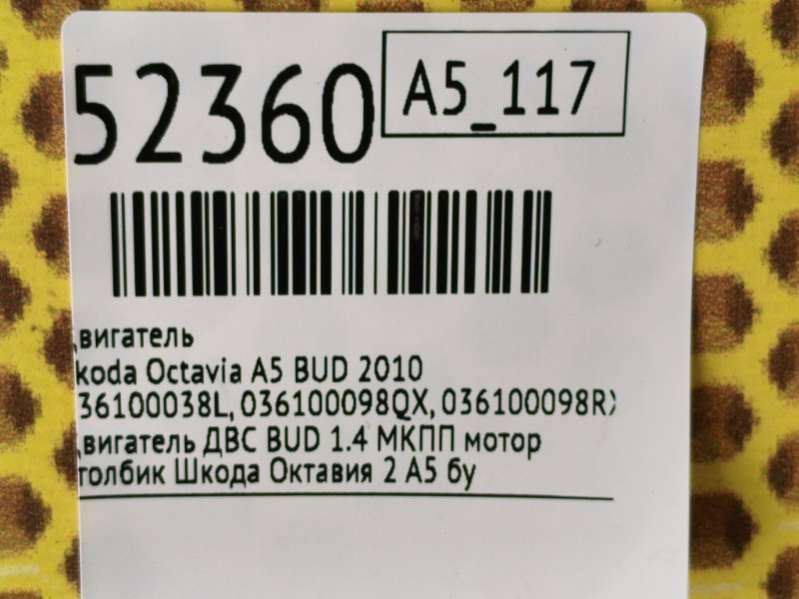 52360
A5_117
вигатель
koda Octavia A5 BUD 2010
36100038L, 036100098QX, 036100098R
вигатель ДВС BUD 1.4 МКПП мотор
толбик Шкода Октавия 2 А5 бу